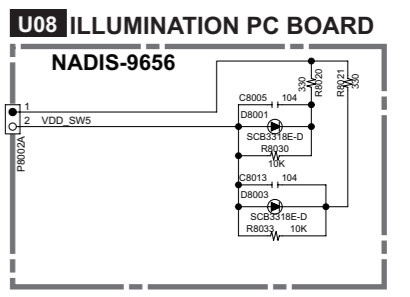 U08 ILLUMINATION PC BOARD
NADIS-9656
330
R8020
R8021
330
C8005 104
1
D8001
2 VDD_SW5
P8002A
SCB3318E-D
R8030
10K
C8013 104
D8003
SCB3318E-D
R8033 10K